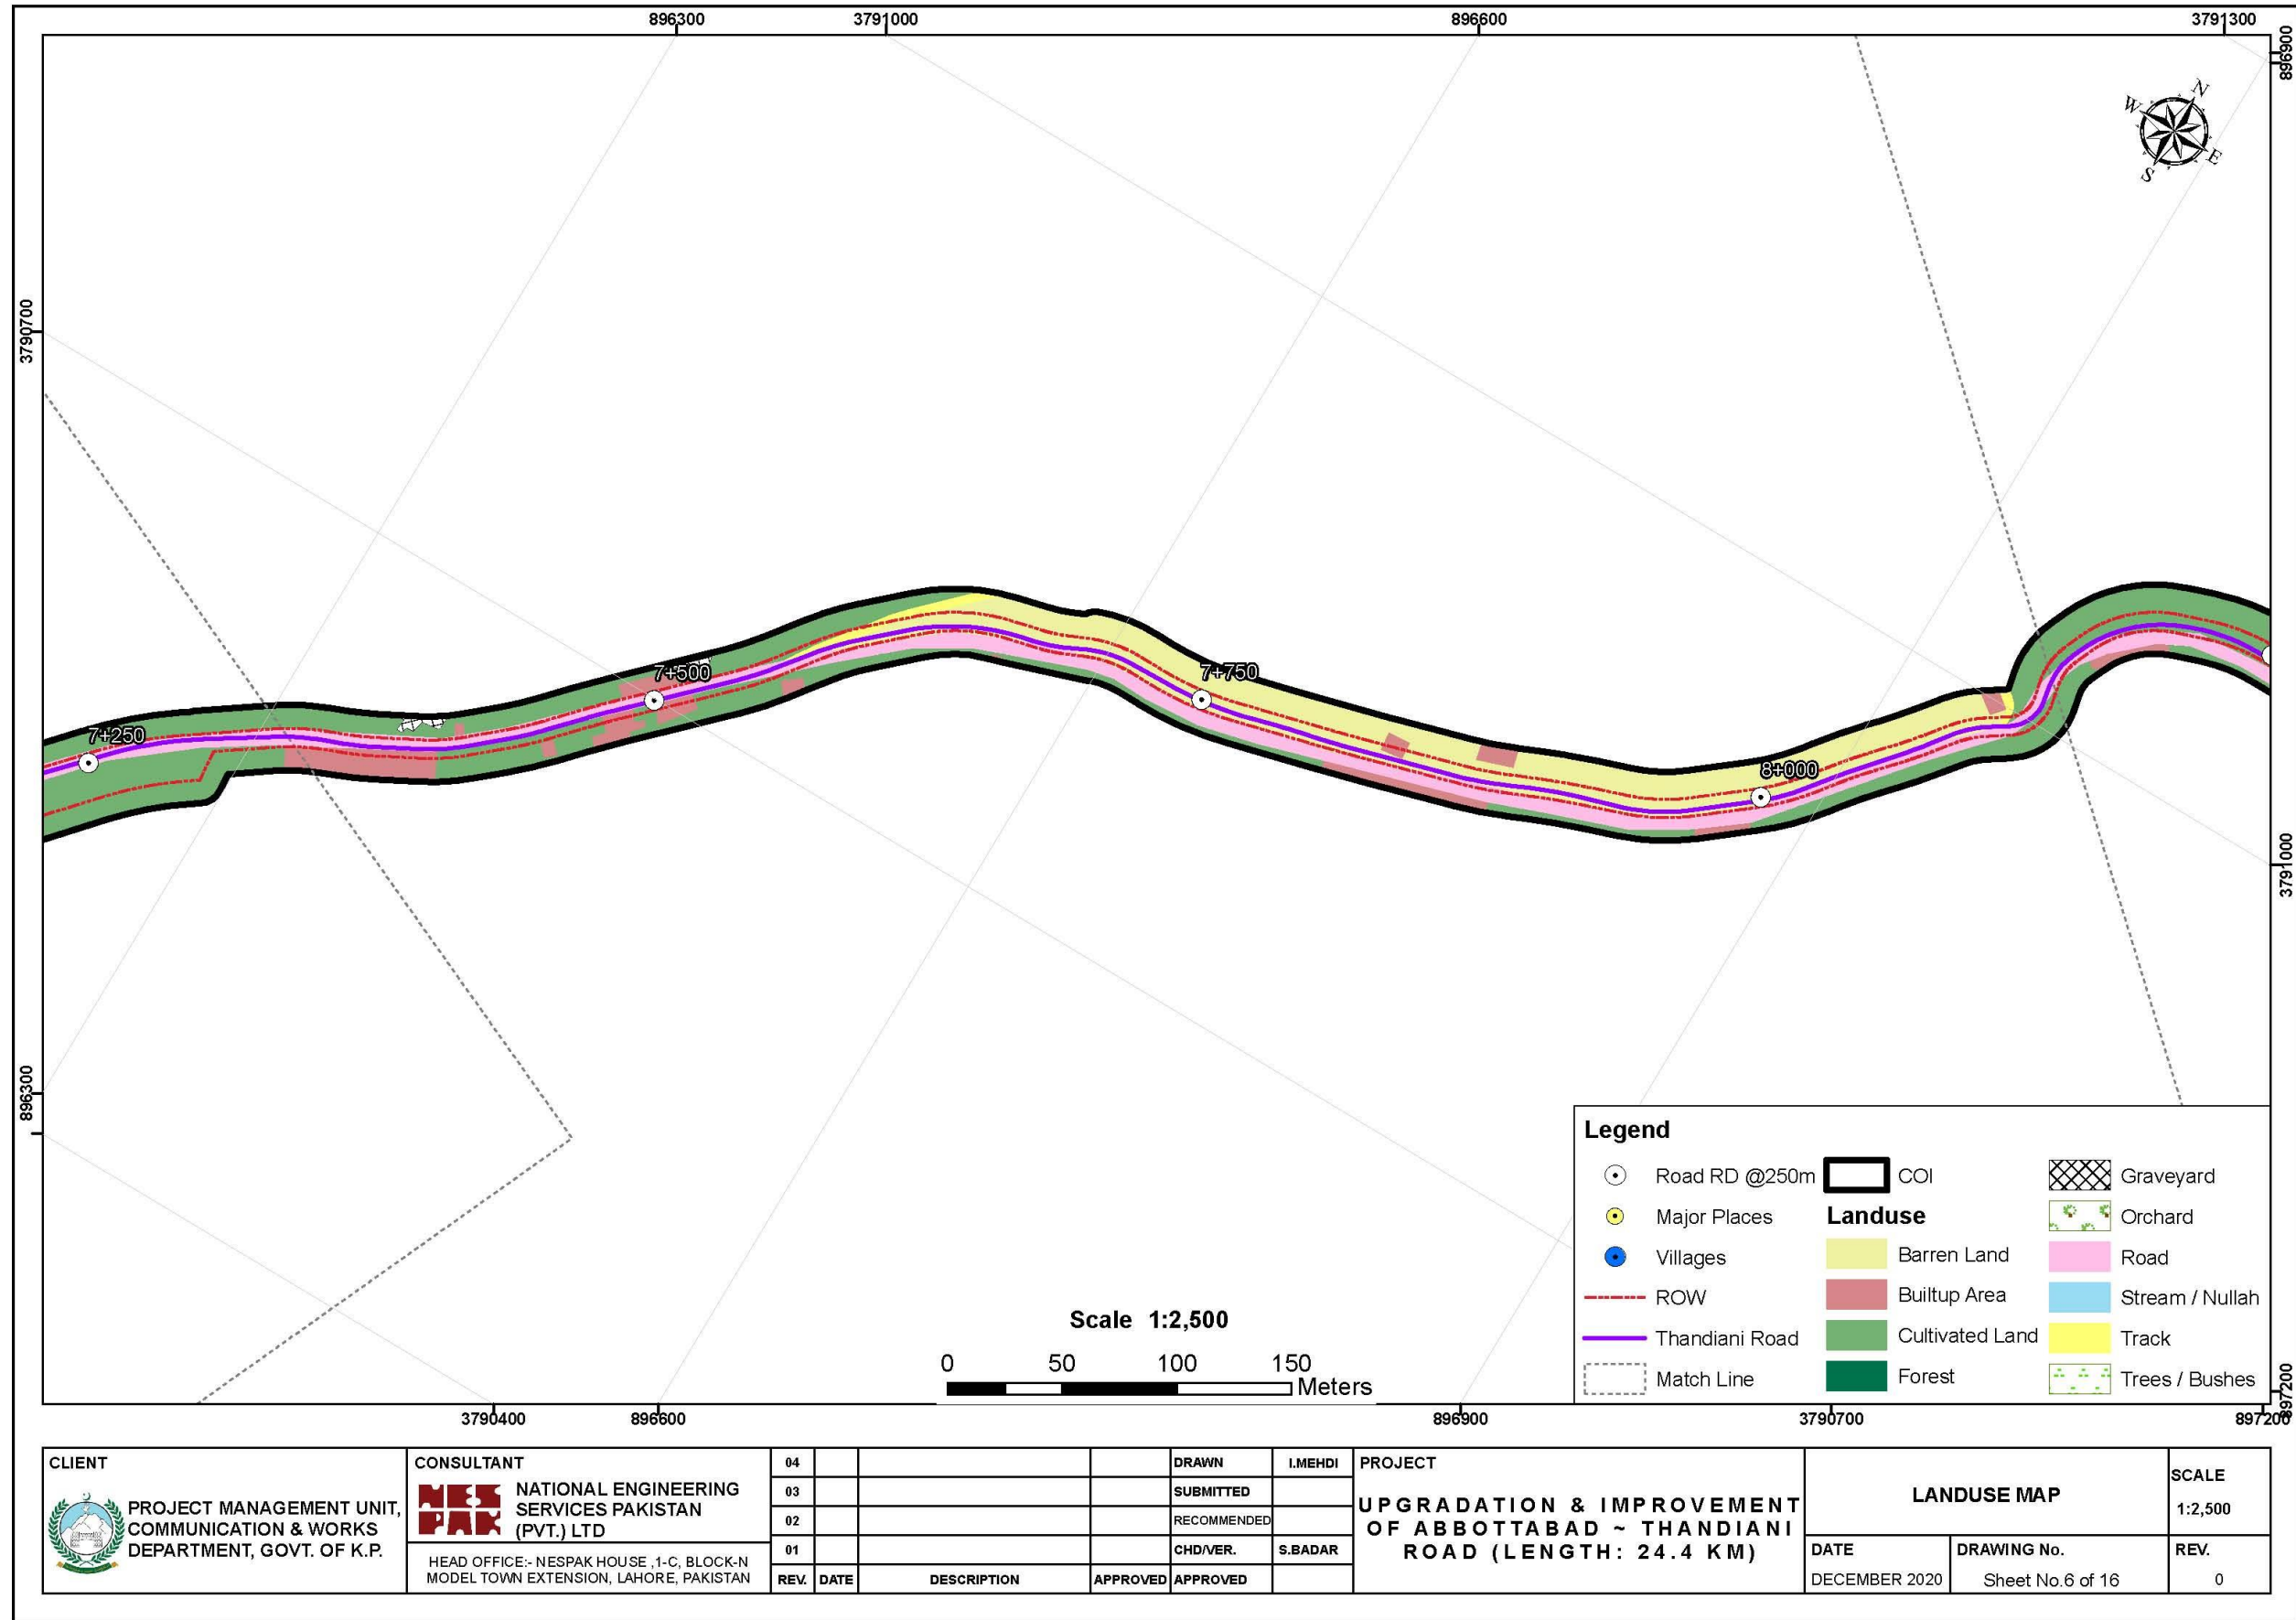 896300
3791000
896600
3791300
896900
3790700
N
W
E
S
7+250
7+500
7+750
8+000
3791000
896300
Legend
Road RD @250m
Major Places
Villages
ROW
Thandiani Road
Match Line
COI
Landuse
Barren Land
Builtup Area
Cultivated Land
Forest
Graveyard
Orchard
Road
Stream / Nullah
Track
Trees / Bushes
Scale 1:2,500
0 50 100 150
Meters
897200
3790400
896600
896900
3790700
897200
CLIENT
PROJECT MANAGEMENT UNIT,
COMMUNICATION & WORKS
DEPARTMENT, GOVT. OF K.P.
CONSULTANT
NES
PAK
NATIONAL ENGINEERING
SERVICES PAKISTAN
(PVT.) LTD
HEAD OFFICE:- NESPAK HOUSE ,1-C, BLOCK-N
MODEL TOWN EXTENSION, LAHORE, PAKISTAN
04 DRAWN I.MEHDI
03 SUBMITTED
02 RECOMMENDED
01 CHD/VER. S.BADAR
REV. DATE DESCRIPTION APPROVED APPROVED
PROJECT
UPGRADATION & IMPROVEMENT
OF ABBOTTABAD ~ THANDIANI
ROAD (LENGTH: 24.4 KM)
LANDUSE MAP
SCALE
1:2,500
DATE
DECEMBER 2020
DRAWING No.
Sheet No.6 of 16
REV.
0